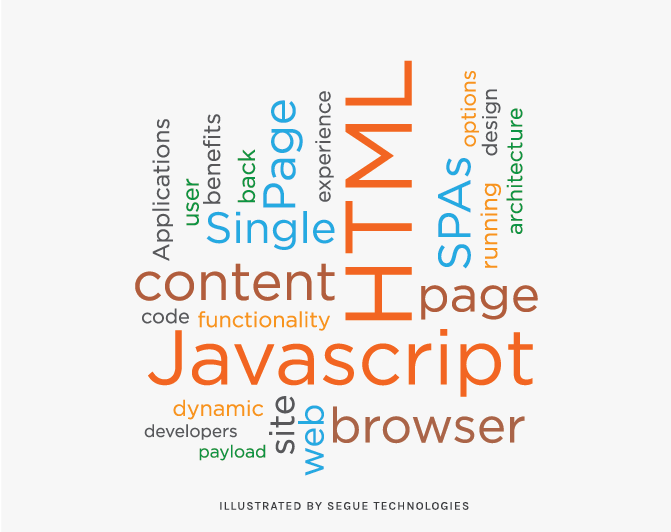 Applications
user
benefits
back
Page
experience
HTML
options
design
SPAs
running
architecture
Single
content
page
code
functionality
Javascript
dynamic
developers
payload
site
web
browser
ILLUSTRATED BY SEGUE TECHNOLOGIES